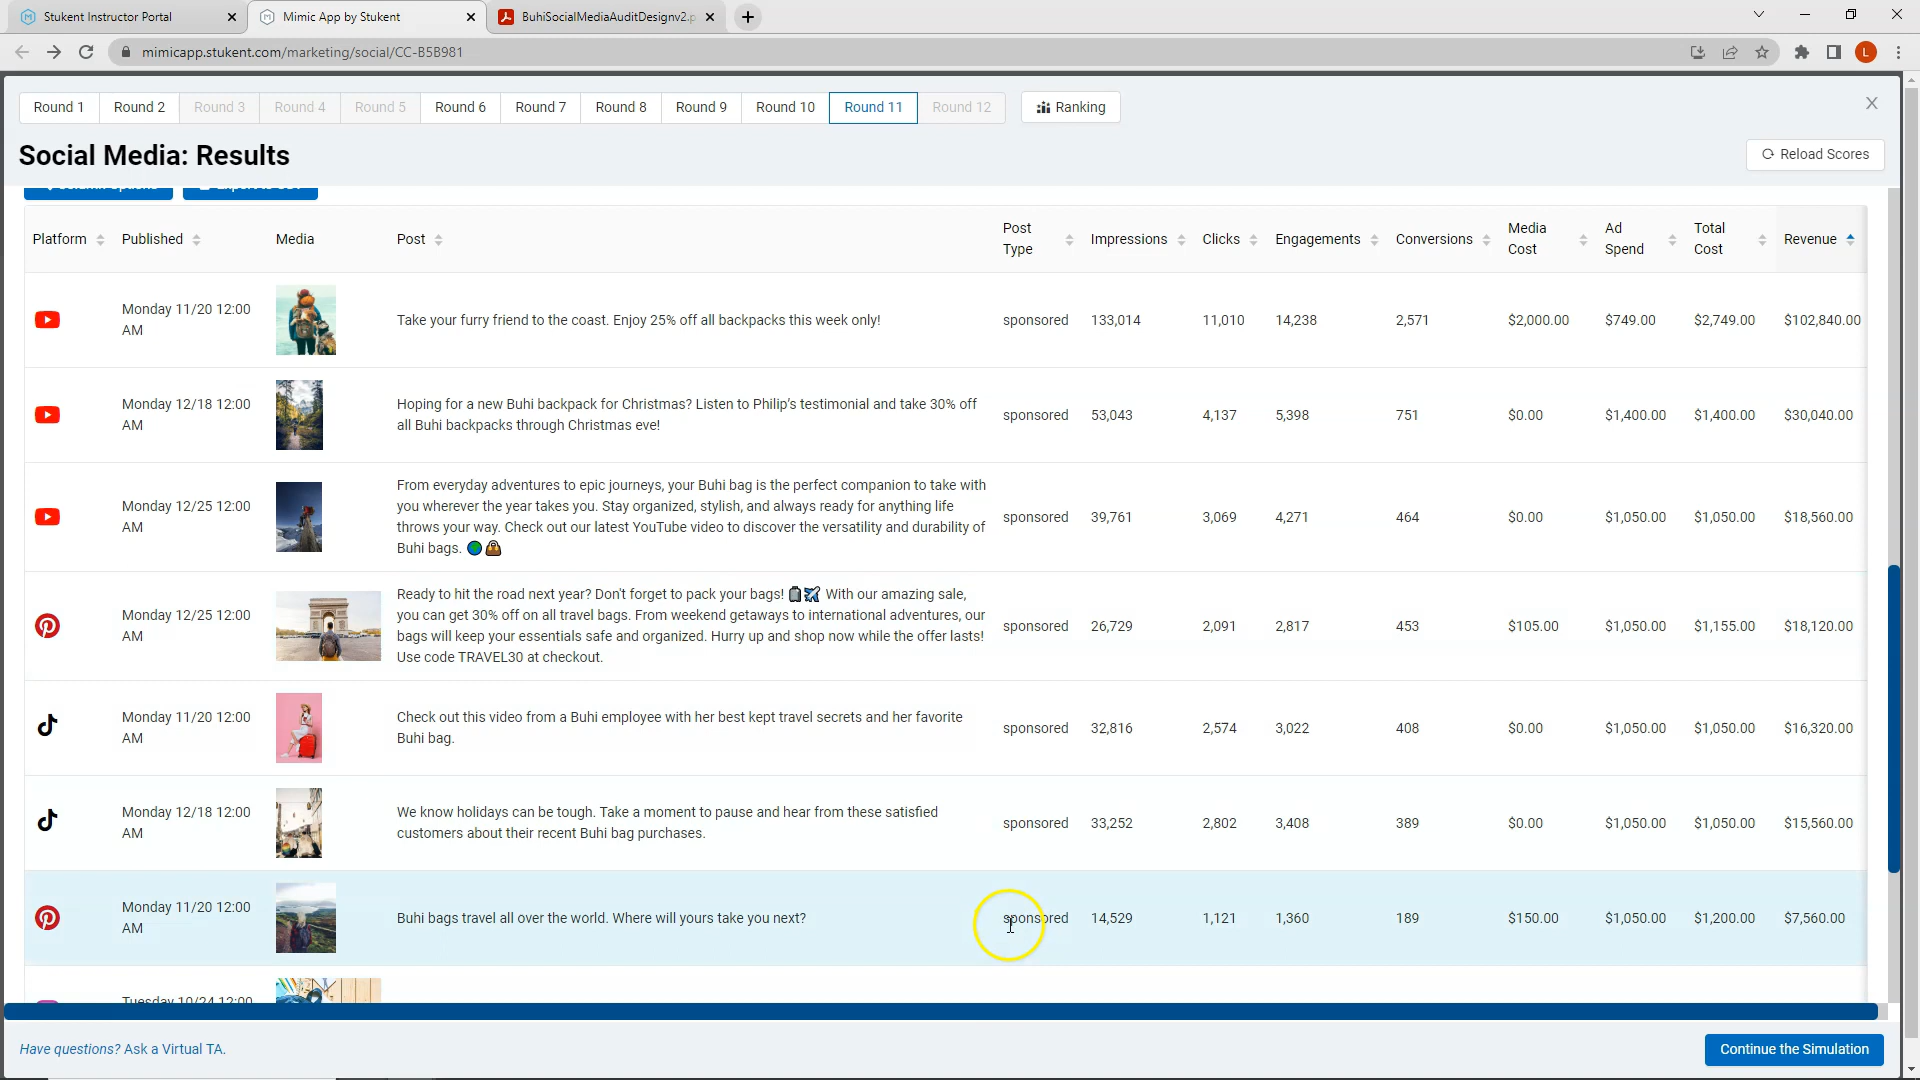 Stukent Instructor Portal
Mimic App by Stukent
BuhiSocialMediaAuditDesignv2.p
mimicapp.stukent.com/marketing/social/CC-B5B981
L
Round 1 Round 2 Round 3 Round 4 Round 5 Round 6 Round 7 Round 8 Round 9 Round 10 Round 11 Round 12 Ranking
Social Media: Results
Reload Scores
Platform Published Media Post Post Type Impressions Clicks Engagements Conversions Media Cost Ad Spend Total Cost Revenue
Monday 11/20 12:00
AM
Take your furry friend to the coast. Enjoy 25% off all backpacks this week only!
sponsored 133,014 11,010 14,238 2,571 $2,000.00 $749.00 $2,749.00 $102,840.00
Monday 12/18 12:00
AM
Hoping for a new Buhi backpack for Christmas? Listen to Philip's testimonial and take 30% off
all Buhi backpacks through Christmas eve!
sponsored 53,043 4,137 5,398 751 $0.00 $1,400.00 $1,400.00 $30,040.00
Monday 12/25 12:00
AM
From everyday adventures to epic journeys, your Buhi bag is the perfect companion to take with
you wherever the year takes you. Stay organized, stylish, and always ready for anything life
throws your way. Check out our latest YouTube video to discover the versatility and durability of
Buhi bags. 🌍👜
sponsored 39,761 3,069 4,271 464 $0.00 $1,050.00 $1,050.00 $18,560.00
Monday 12/25 12:00
AM
Ready to hit the road next year? Don't forget to pack your bags! 🧳✈️ With our amazing sale,
you can get 30% off on all travel bags. From weekend getaways to international adventures, our
bags will keep your essentials safe and organized. Hurry up and shop now while the offer lasts!
Use code TRAVEL30 at checkout.
sponsored 26,729 2,091 2,817 453 $105.00 $1,050.00 $1,155.00 $18,120.00
Monday 11/20 12:00
AM
Check out this video from a Buhi employee with her best kept travel secrets and her favorite
Buhi bag.
sponsored 32,816 2,574 3,022 408 $0.00 $1,050.00 $1,050.00 $16,320.00
Monday 12/18 12:00
AM
We know holidays can be tough. Take a moment to pause and hear from these satisfied
customers about their recent Buhi bag purchases.
sponsored 33,252 2,802 3,408 389 $0.00 $1,050.00 $1,050.00 $15,560.00
Monday 11/20 12:00
AM
Buhi bags travel all over the world. Where will yours take you next?
sponsored 14,529 1,121 1,360 189 $150.00 $1,050.00 $1,200.00 $7,560.00
Tuesday 10/24 12:00
Have questions? Ask a Virtual TA.
Continue the Simulation